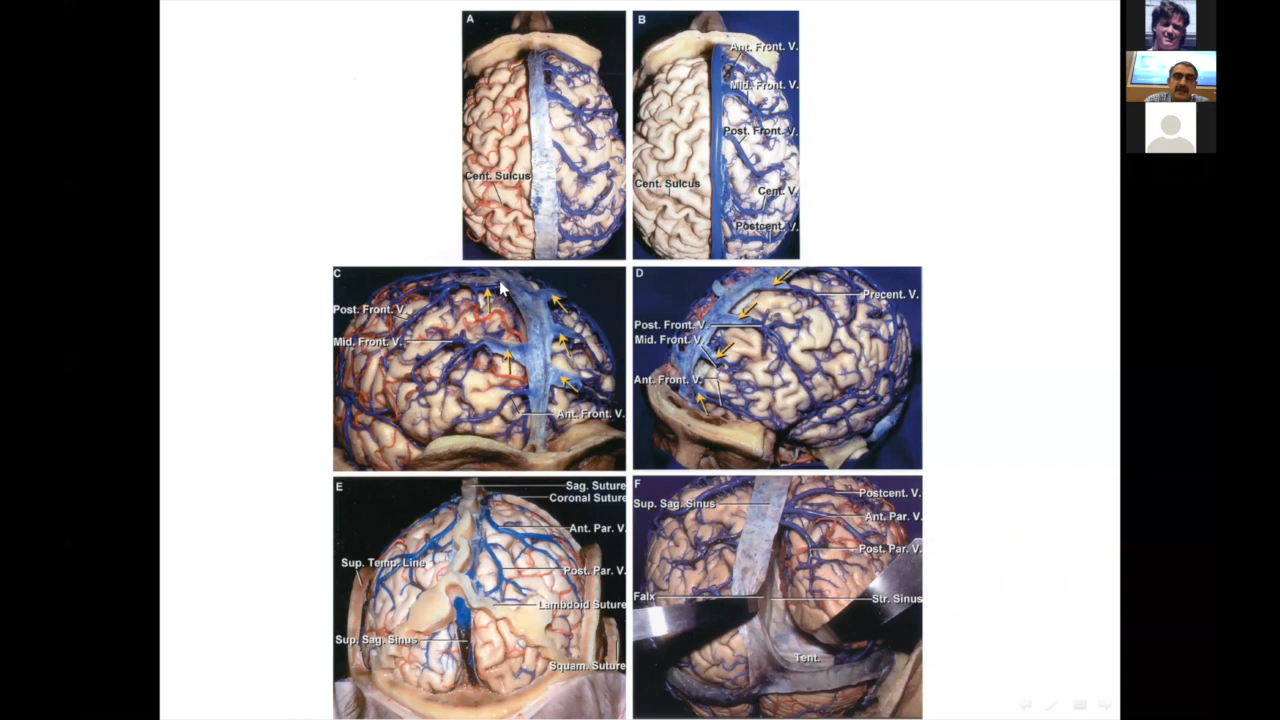 A
Cent. Sulcus
B
Ant. Front. V.
Mid. Front. V.
Post. Front. V.
Cent. Sulcus
Cent. V.
Postcent. V.
C
Post. Front. V.
Mid. Front. V.
Ant. Front. V.
D
Precent. V.
Post. Front. V.
Mid. Front. V.
Ant. Front. V.
E
Sag. Suture
Coronal Suture
Ant. Par. V.
Sup. Temp. Line
Post. Par. V.
Lambdoid Suture
Sup. Sag. Sinus
Squam. Suture
F
Postcent. V.
Sup. Sag. Sinus
Ant. Par. V.
Post. Par. V.
Falx
Str. Sinus
Tent.